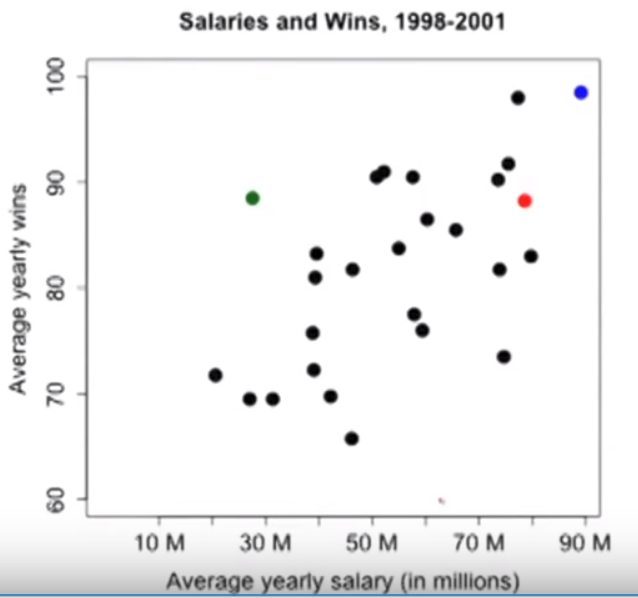 Salaries and Wins, 1998-2001
Average yearly wins
100
90
80
70
60
10 M 30 M 50 M 70 M 90 M
Average yearly salary (in millions)